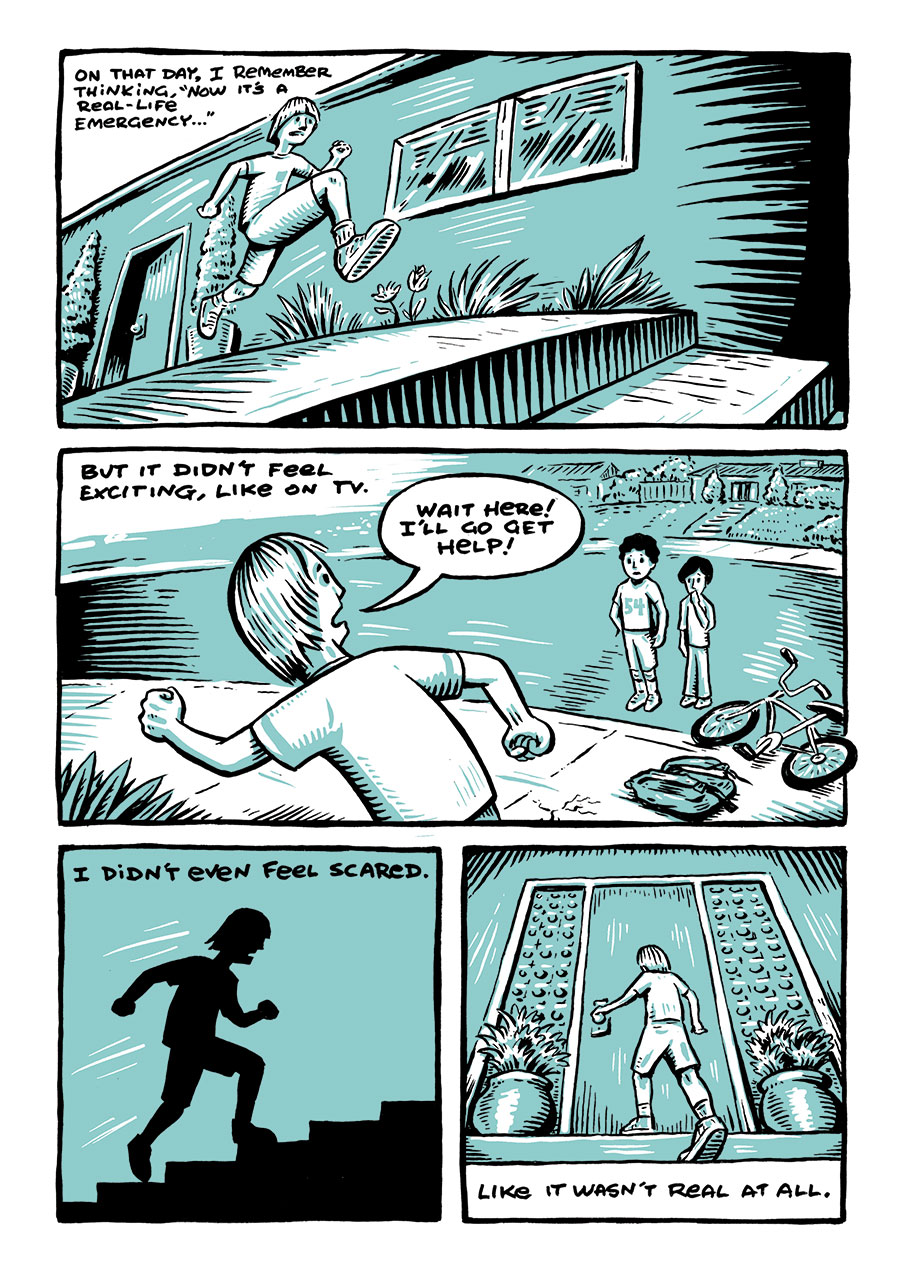 ON THAT DAY, I REMEMBER
THINKING, "NOW IT'S A
REAL-LIFE
EMERGENCY..."
BUT IT DIDN'T FEEL
EXCITING, LIKE ON TV.
WAIT HERE!
I'LL GO GET
HELP!
54
I DIDN'T EVEN FEEL SCARED.
LIKE IT WASN'T REAL AT ALL.